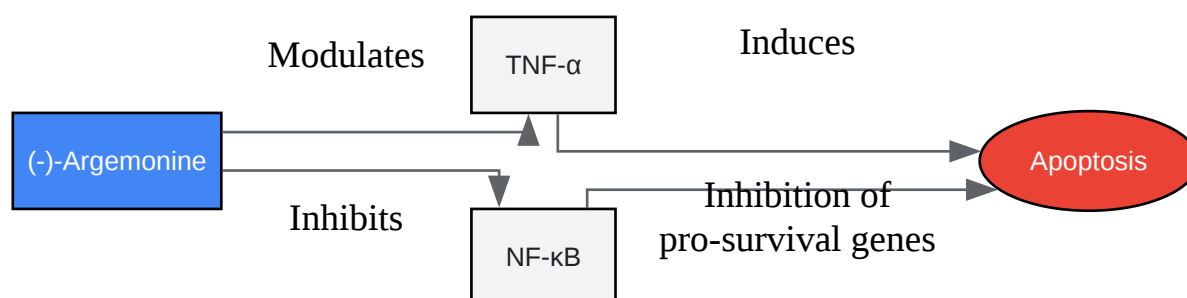 Modulates
TNF-α
Induces
(-)-Argemonine
Apoptosis
Inhibits
NF-κB
Inhibition of
pro-survival genes